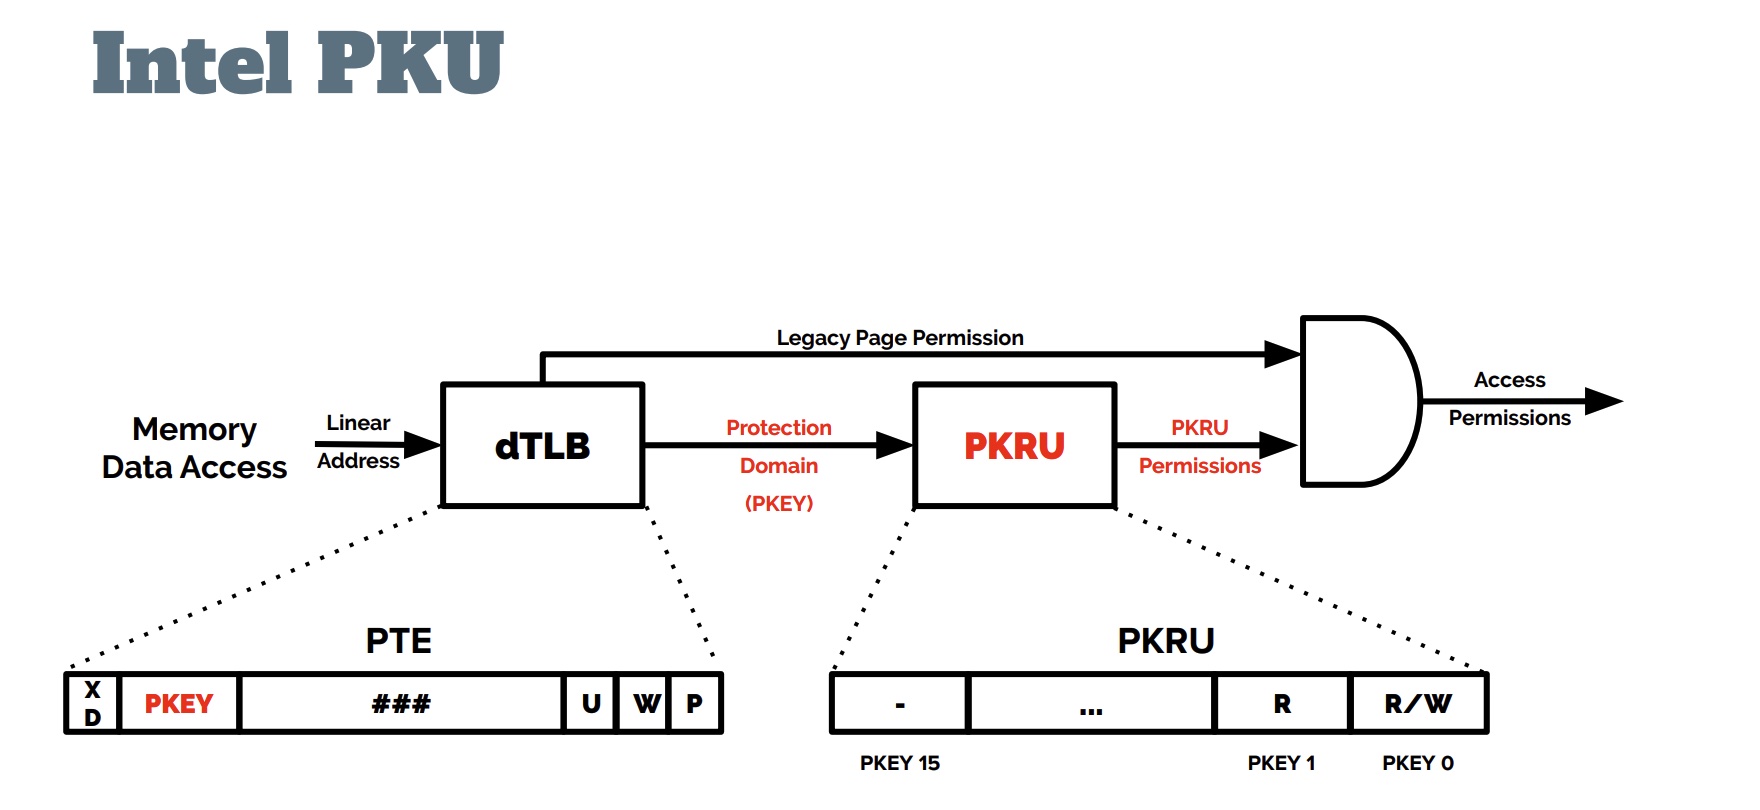 Intel PKU
Legacy Page Permission
Memory
Data Access
Linear
Address
dTLB
Protection
Domain
(PKEY)
PKRU
PKRU
Permissions
Access
Permissions
PTE
X
D
PKEY
###
U
W
P
PKRU
-
...
R
R/W
PKEY 15
PKEY 1
PKEY 0